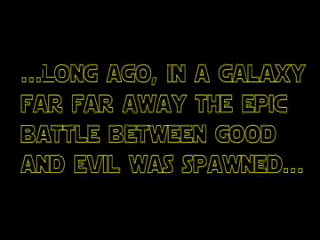 ...LONG AGO, IN A GALAXY
FAR FAR AWAY THE EPIC
BATTLE BETWEEN GOOD
AND EVIL WAS SPAWNED...